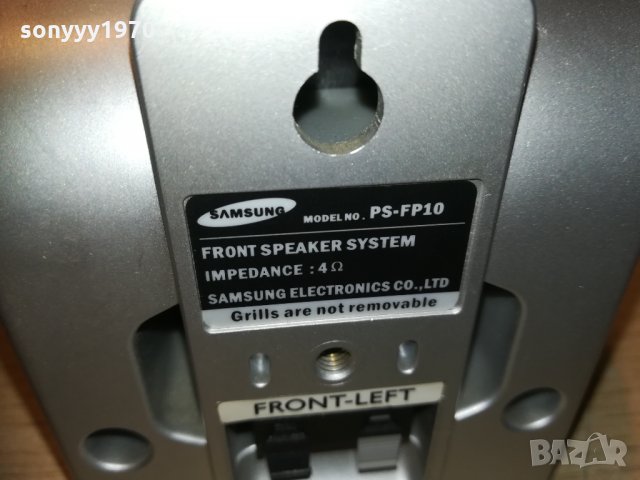 sonyyy1970
SAMSUNG MODEL NO. PS-FP10
FRONT SPEAKER SYSTEM
IMPEDANCE : 4Ω
SAMSUNG ELECTRONICS CO.,LTD
Grills are not removable
FRONT-LEFT
BAZAR